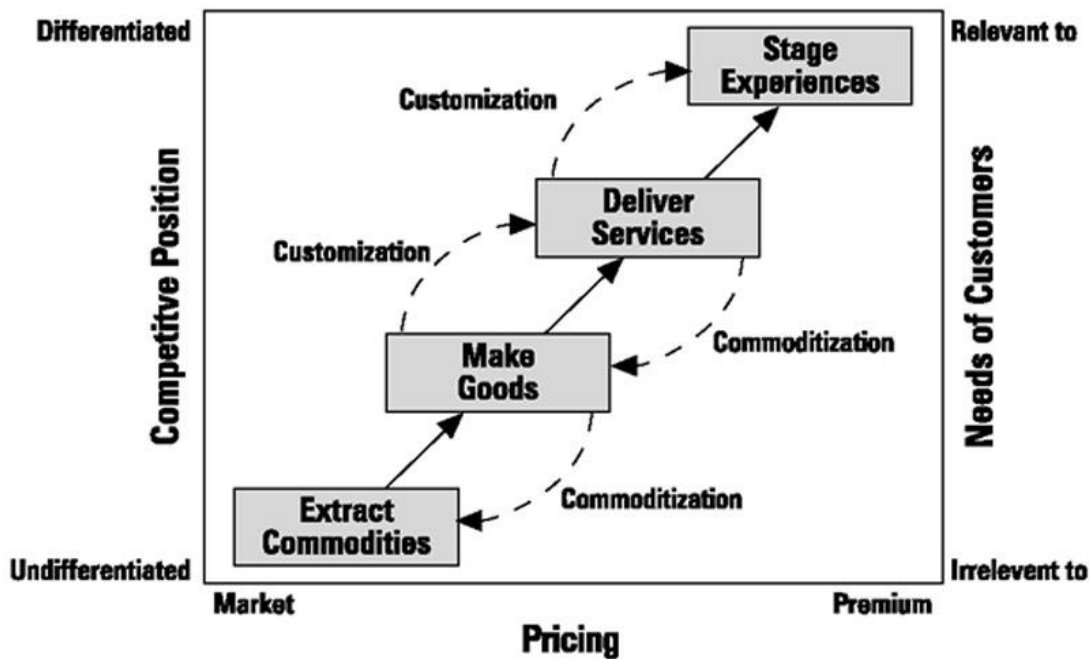 Differentiated
Relevant to
Stage
Experiences
Customization
Deliver
Services
Customization
Competitve Position
Needs of Customers
Make
Goods
Commoditization
Extract
Commodities
Commoditization
Undifferentiated
Irrelevent to
Market
Premium
Pricing